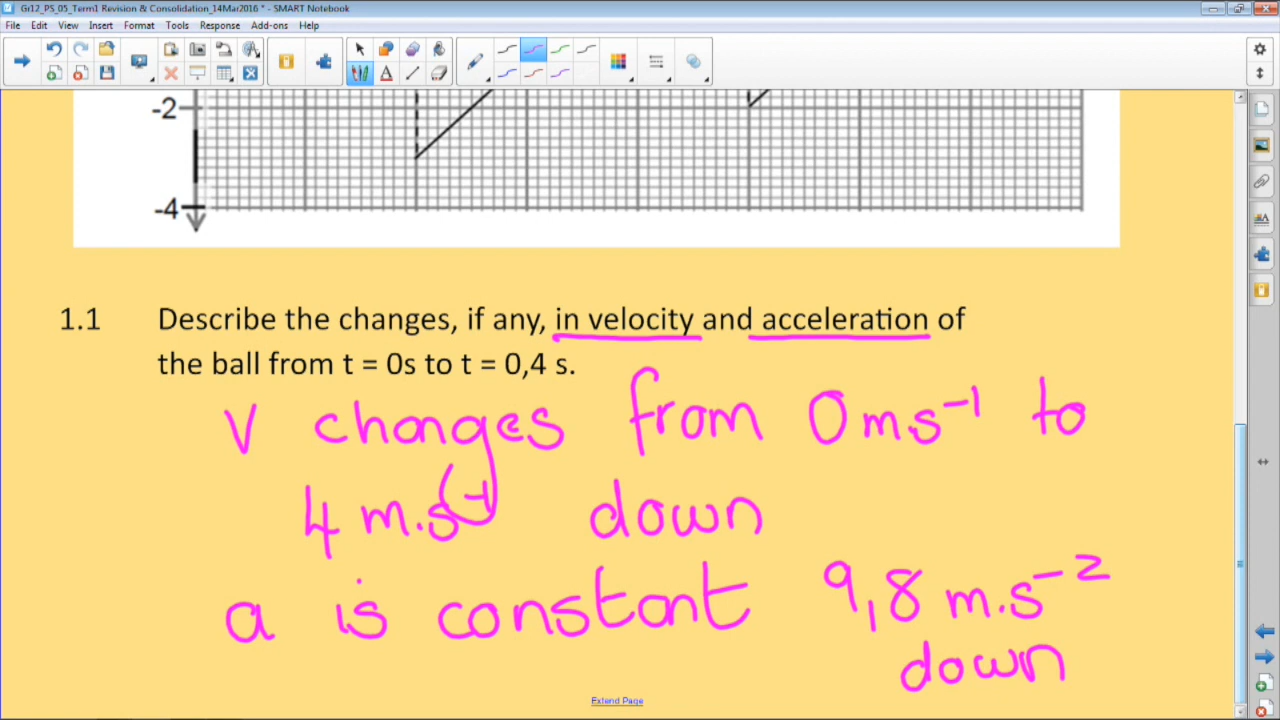 Gr12_PS_05_Term1 Revision & Consolidation_14Mar2016 * - SMART Notebook
File Edit View Insert Format Tools Response Add-ons Help
-2
-4
1.1 Describe the changes, if any, in velocity and acceleration of
the ball from t = 0s to t = 0,4 s.
V changes from 0 ms⁻¹ to
4 m.s⁻¹ down
a is constant 9,8 m.s⁻²
down
Extend Page